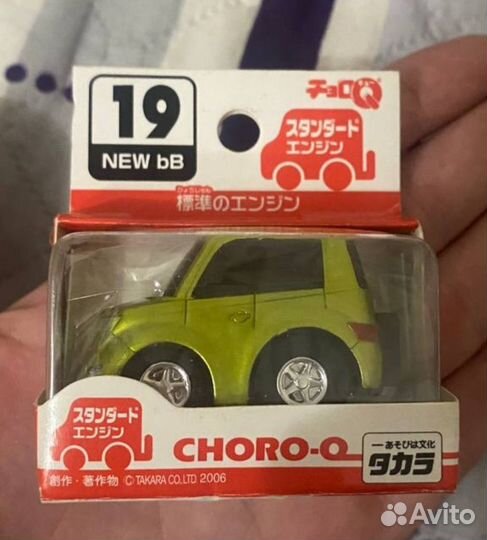 19
NEW bB
チョロQ
スタンダード
エンジン
ひょうじゅん
標準のエンジン
スタンダード
エンジン
CHORO-Q
創作・著作物 © TAKARA CO.,LTD 2006
あそびは文化
タカラ
Avito